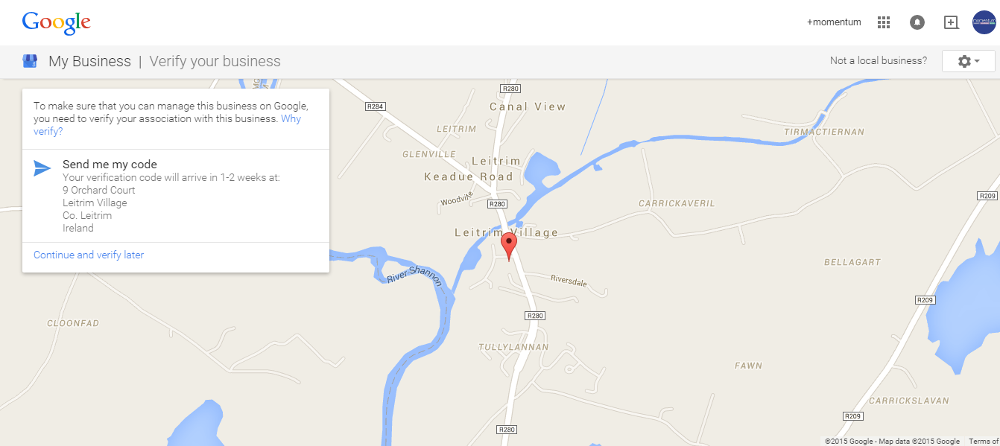 Google
+momentum
momentum
My Business | Verify your business
Not a local business?
To make sure that you can manage this business on Google,
you need to verify your association with this business. Why
verify?
Send me my code
Your verification code will arrive in 1-2 weeks at:
9 Orchard Court
Leitrim Village
Co. Leitrim
Ireland
Continue and verify later
R280
R284
Canal View
LEITRIM
TIRMACTIERNAN
GLENVILLE
Leitrim
Keadue Road
Woodvite
R280
CARRICKAVERIL
R209
Leitrim Village
BELLAGART
River Shannon
Riversdale
R209
R280
CLOONFAD
TULLYLANNAN
FAWN
CARRICKSLAVAN
R209
R280
©2015 Google - Map data ©2015 Google
Terms of